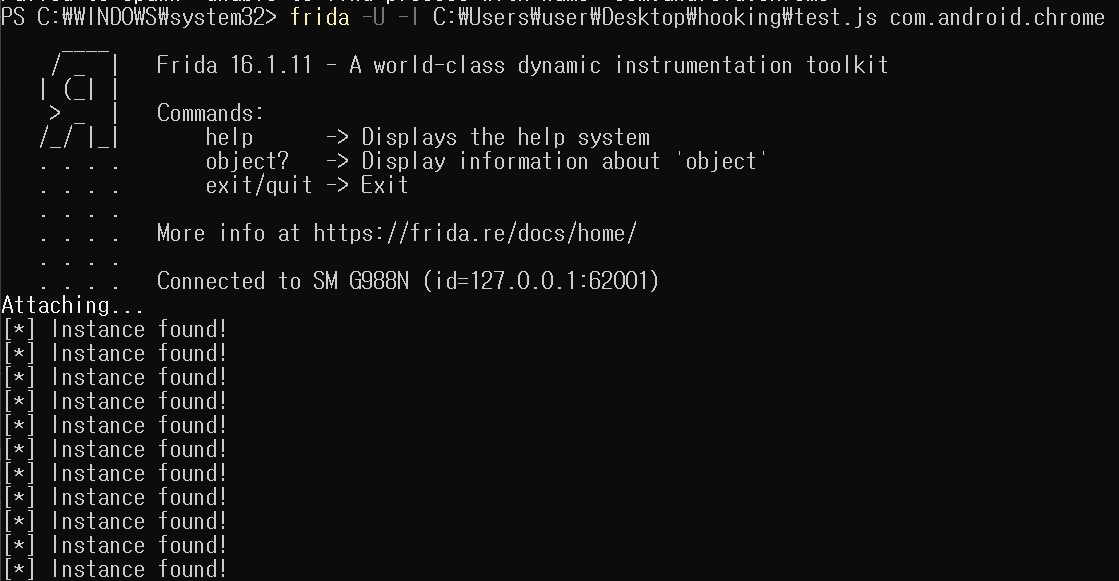 PS C:₩WINDOWS₩system32> frida -U -l C:₩Users₩user₩Desktop₩hooking₩test.js com.android.chrome
    ____
   / _  |   Frida 16.1.11 - A world-class dynamic instrumentation toolkit
  | (_| |
   > _  |   Commands:
  /_/ |_|       help      -> Displays the help system
  . . . .       object?   -> Display information about 'object'
  . . . .       exit/quit -> Exit
  . . . .
  . . . .   More info at https://frida.re/docs/home/
  . . . .
  . . . .   Connected to SM G988N (id=127.0.0.1:62001)
Attaching...
[*] Instance found!
[*] Instance found!
[*] Instance found!
[*] Instance found!
[*] Instance found!
[*] Instance found!
[*] Instance found!
[*] Instance found!
[*] Instance found!
[*] Instance found!
[*] Instance found!